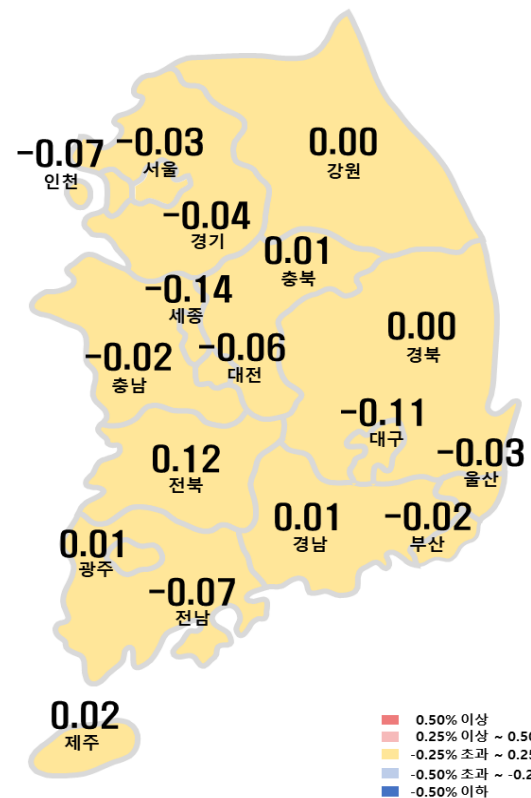 0.00
강원
-0.03
서울
-0.07
인천
-0.04
경기
0.01
충북
-0.14
세종
0.00
경북
-0.06
대전
-0.02
충남
-0.11
대구
-0.03
울산
0.12
전북
0.01
경남
-0.02
부산
0.01
광주
-0.07
전남
0.02
제주
0.50% 이상
0.25% 이상 ~ 0.50
-0.25% 초과 ~ 0.25
-0.50% 초과 ~ -0.2
-0.50% 이하